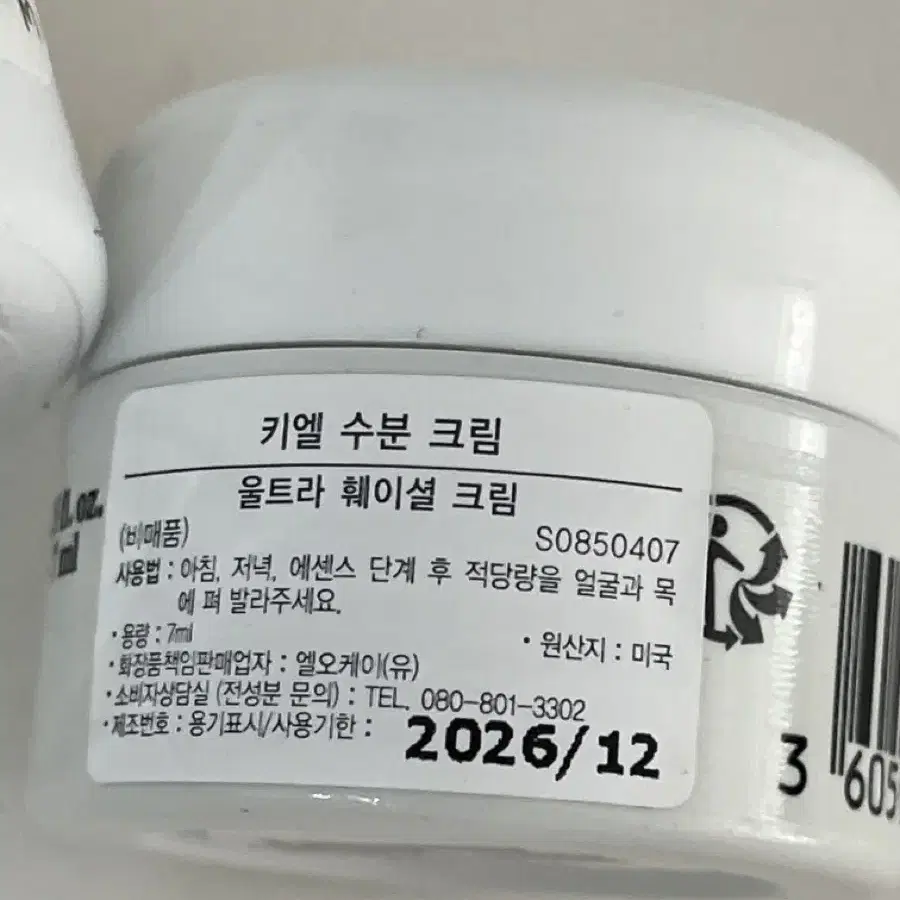 키엘 수분 크림
울트라 훼이셜 크림
(비매품)
S0850407
사용법 : 아침, 저녁, 에센스 단계 후 적당량을 얼굴과 목
에 펴 발라주세요.
• 용량 : 7ml
• 원산지 : 미국
• 화장품책임판매업자 : 엘오케이(유)
• 소비자상담실 (전성분 문의) : TEL. 080-801-3302
• 제조번호 : 용기표시/사용기한 :
2026/12
fl. oz.
ml
3
605